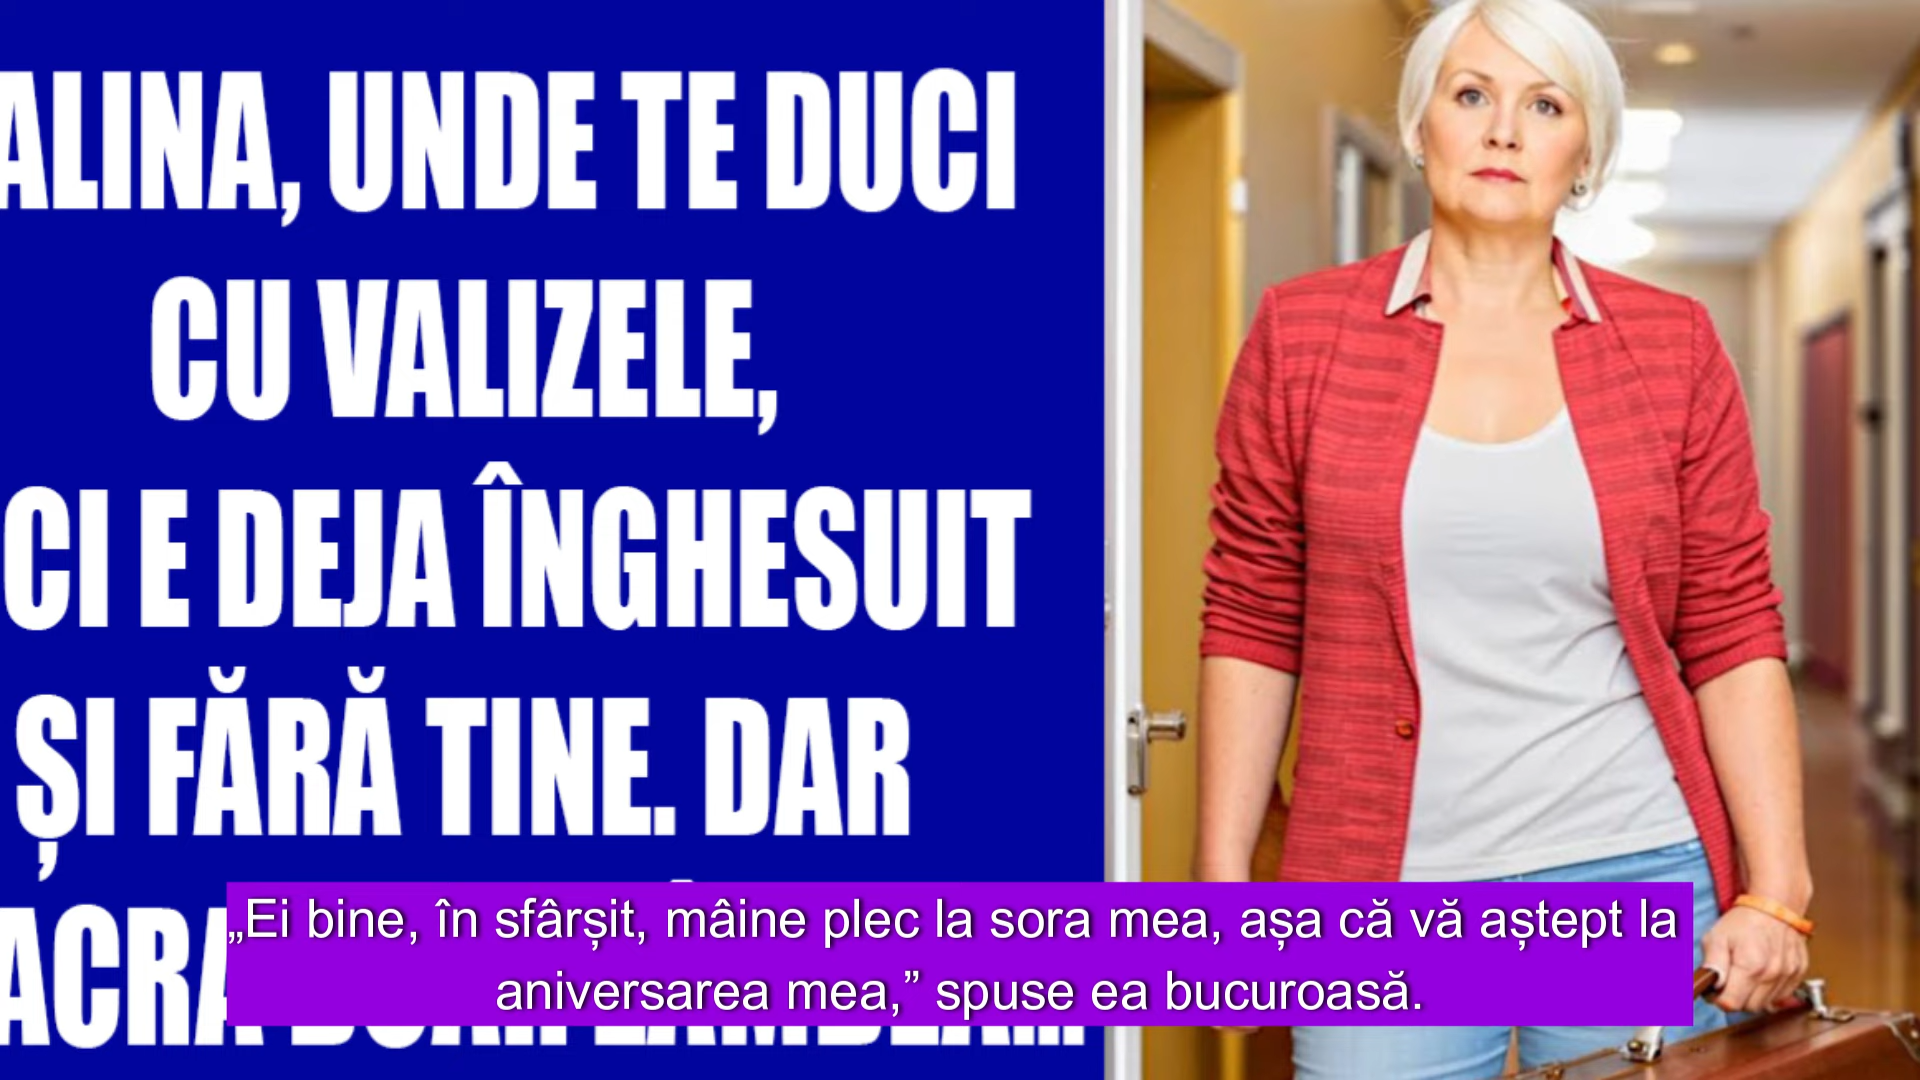 ALINA, UNDE TE DUCI
CU VALIZELE,
CI E DEJA ÎNGHESUIT
ȘI FĂRĂ TINE. DAR
ACRA
„Ei bine, în sfârșit, mâine plec la sora mea, așa că vă aștept la
aniversarea mea,” spuse ea bucuroasă.